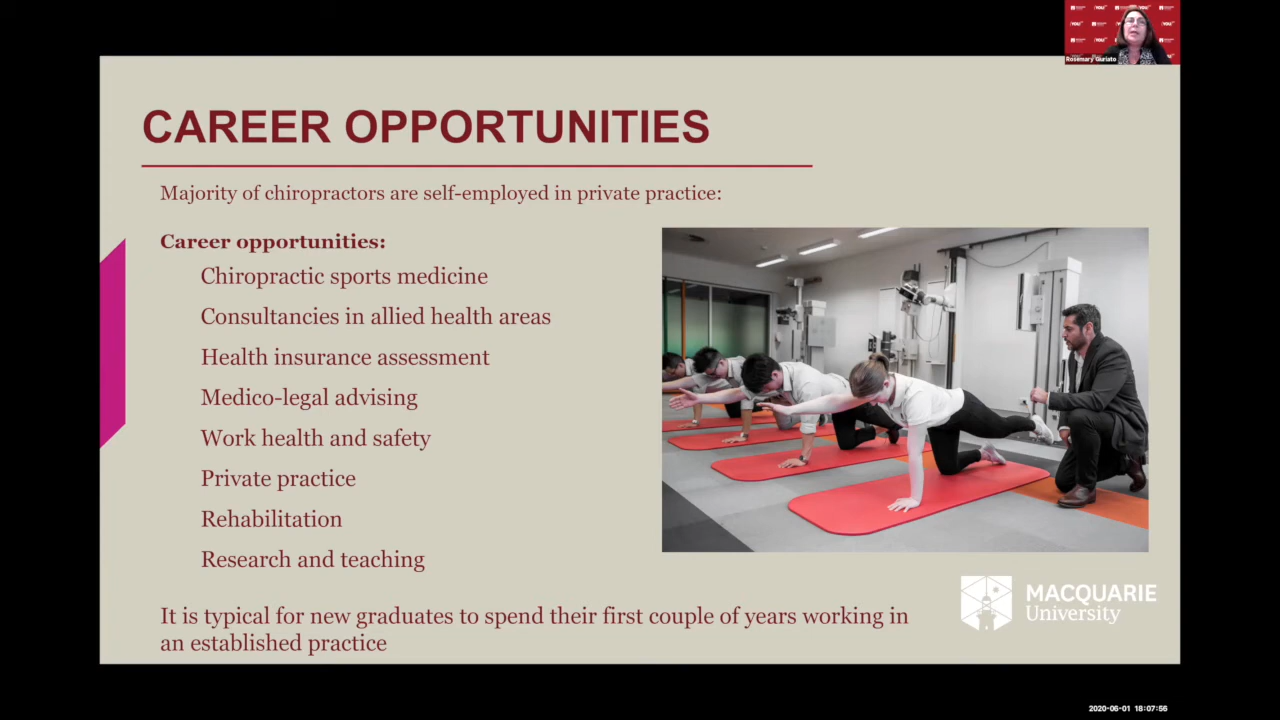 Rosemary Giuriato
CAREER OPPORTUNITIES
Majority of chiropractors are self-employed in private practice:
Career opportunities:
Chiropractic sports medicine
Consultancies in allied health areas
Health insurance assessment
Medico-legal advising
Work health and safety
Private practice
Rehabilitation
Research and teaching
It is typical for new graduates to spend their first couple of years working in
an established practice
MACQUARIE
University
2020-06-01 18:07:56